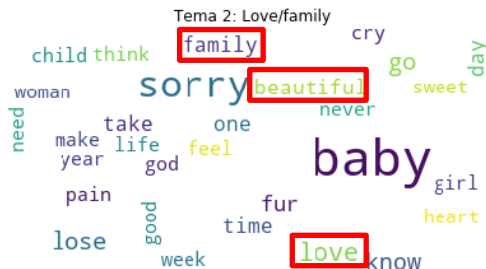 Tema 2: Love/family
family
cry
child
think
go
day
sorry
beautiful
sweet
woman
never
need
take
one
make
life
feel
baby
year
god
girl
pain
fur
good
time
heart
lose
love
week
know